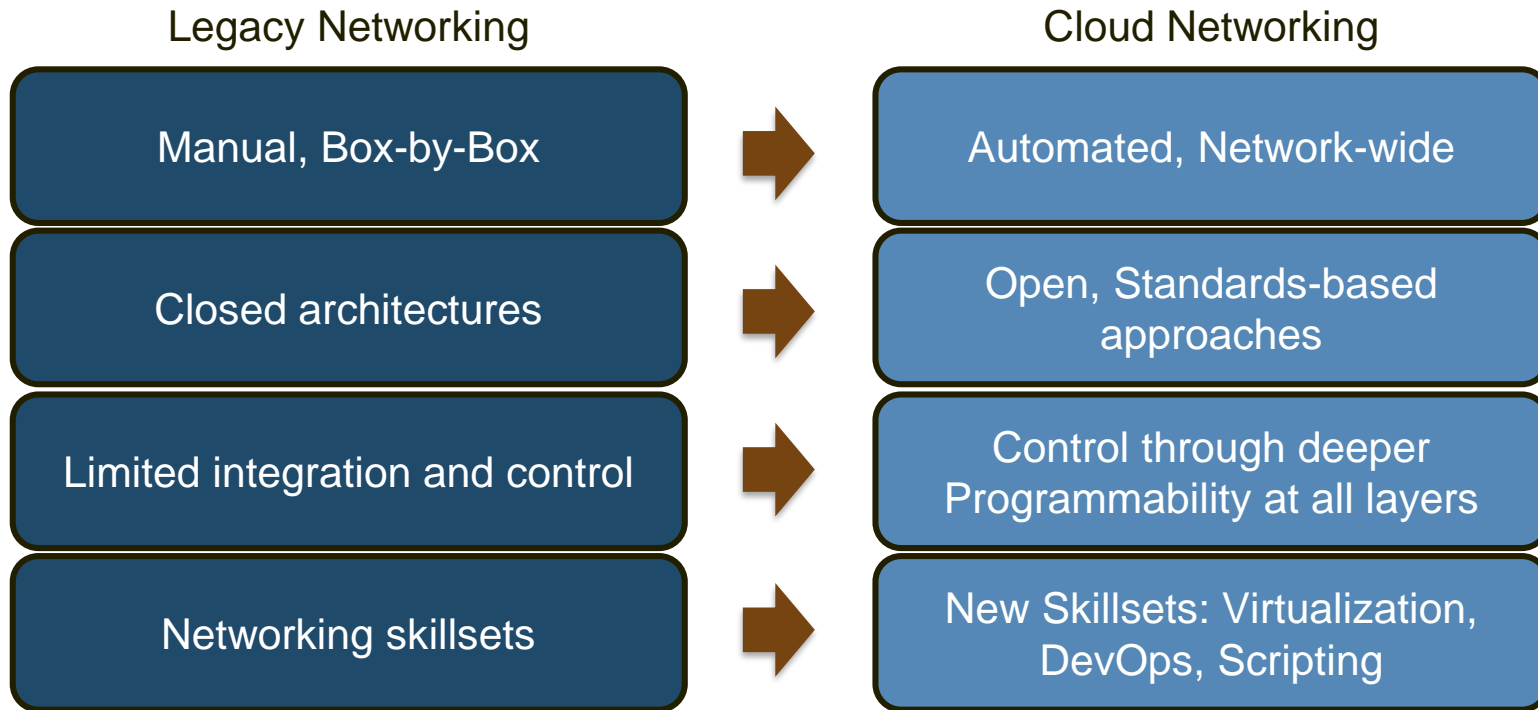 Legacy Networking
Cloud Networking
Manual, Box-by-Box
Automated, Network-wide
Closed architectures
Open, Standards-based
approaches
Limited integration and control
Control through deeper
Programmability at all layers
Networking skillsets
New Skillsets: Virtualization,
DevOps, Scripting